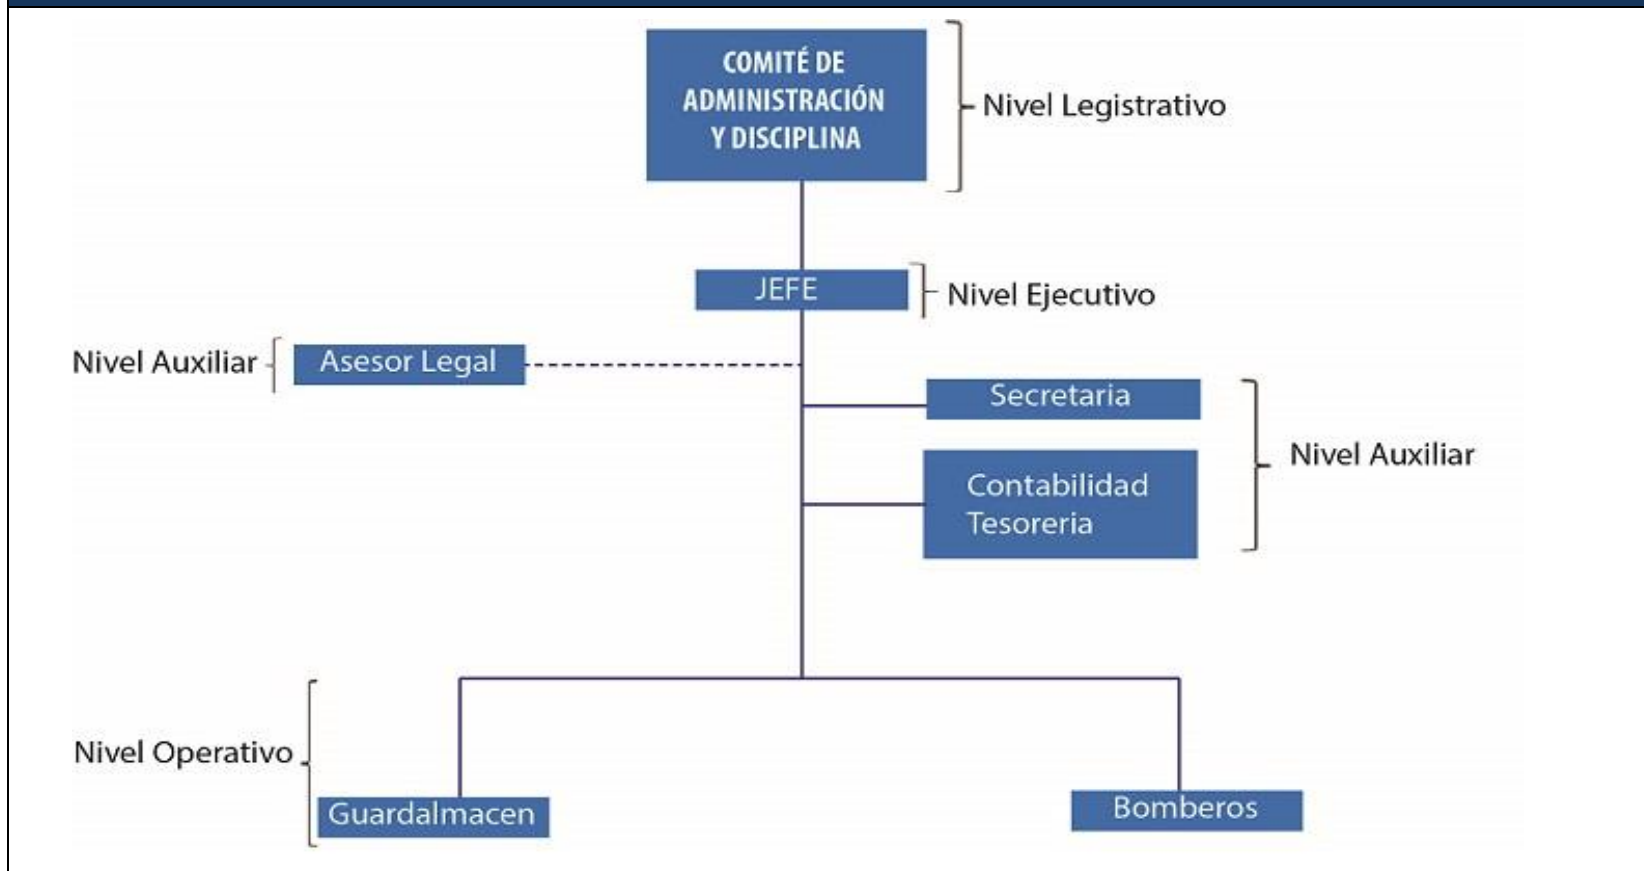 COMITÉ DE
ADMINISTRACIÓN
Y DISCIPLINA
Nivel Legistrativo
JEFE
Nivel Ejecutivo
Nivel Auxiliar
Asesor Legal
Secretaria
Contabilidad
Tesoreria
Nivel Auxiliar
Nivel Operativo
Guardalmacen
Bomberos